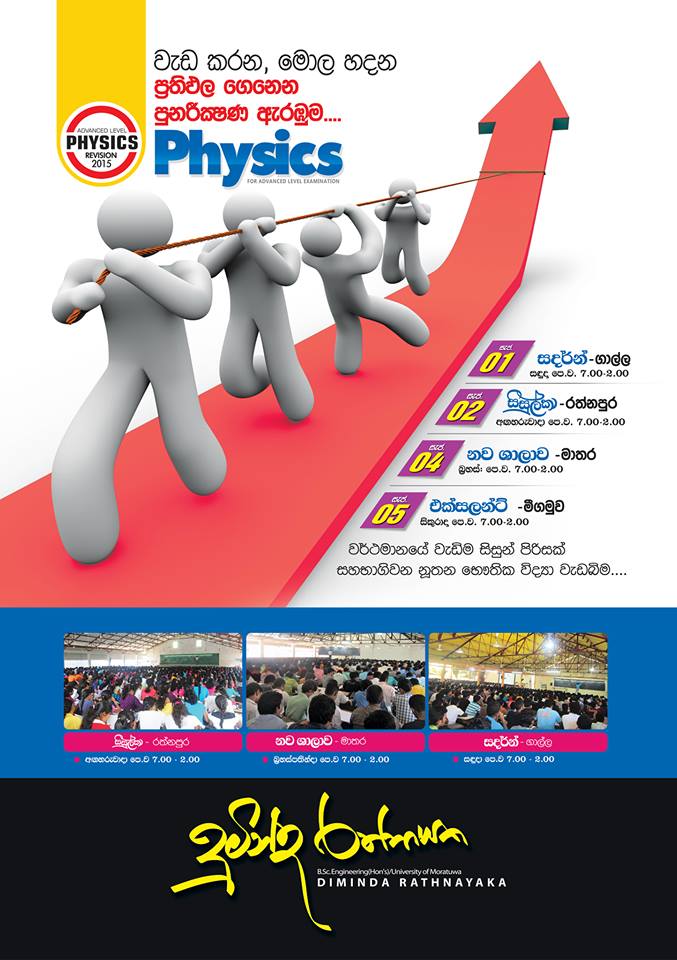 වැඩ කරන, මොල හදන
ප්‍රතිඵල ගෙනෙන
පුනරීක්ෂණ ඇරඹුම....
ADVANCED LEVEL
PHYSICS
REVISION
2015
Physics
FOR ADVANCED LEVEL EXAMINATION
සැප්.
01
සදර්න් -ගාල්ල
සඳුදා පෙ.ව. 7.00-2.00
සැප්.
02
සිසුල්කා -රත්නපුර
අඟහරුවාදා පෙ.ව. 7.00-2.00
සැප්.
04
නව ශාලාව -මාතර
බ්‍රහස්: පෙ.ව. 7.00-2.00
සැප්.
05
එක්සලන්ට් -මීගමුව
සිකුරාදා පෙ.ව. 7.00-2.00
වර්ථමානයේ වැඩිම සිසුන් පිරිසක්
සහභාගිවන නූතන භෞතික විද්‍යා වැඩබිම....
සිසුල්කා - රත්නපුර
අඟහරුවාදා පෙ.ව 7.00 - 2.00
නව ශාලාව - මාතර
බ්‍රහස්පතින්දා පෙ.ව 7.00 - 2.00
සදර්න් - ගාල්ල
සඳුදා පෙ.ව 7.00 - 2.00
දිමින්ද රත්නායක
B.Sc.Engineering(Hon's)/University of Moratuwa
DIMINDA RATHNAYAKA